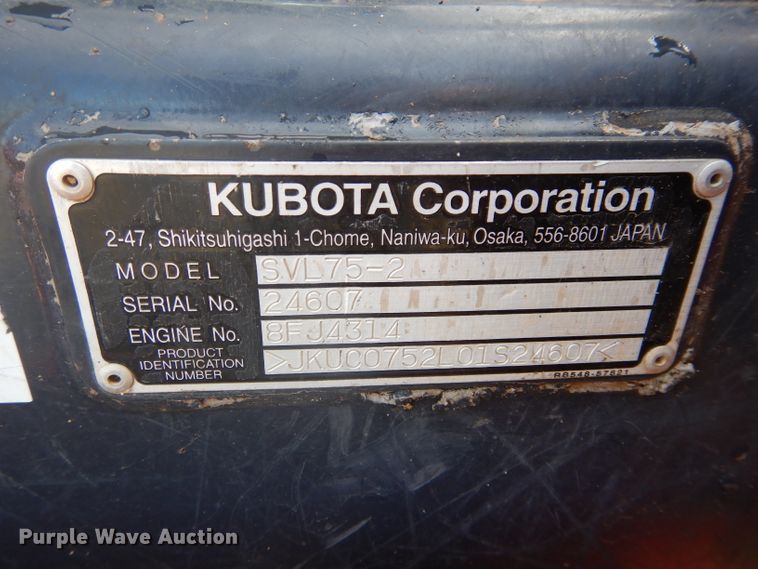 KUBOTA Corporation
2-47, Shikitsuhigashi 1-Chome, Naniwa-ku, Osaka, 556-8601 JAPAN
MODEL SVL75-2
SERIAL No. 24607
ENGINE No. 8FJ4314
PRODUCT IDENTIFICATION NUMBER >JKUC0752L01S24607<
RB548-57821
Purple Wave Auction